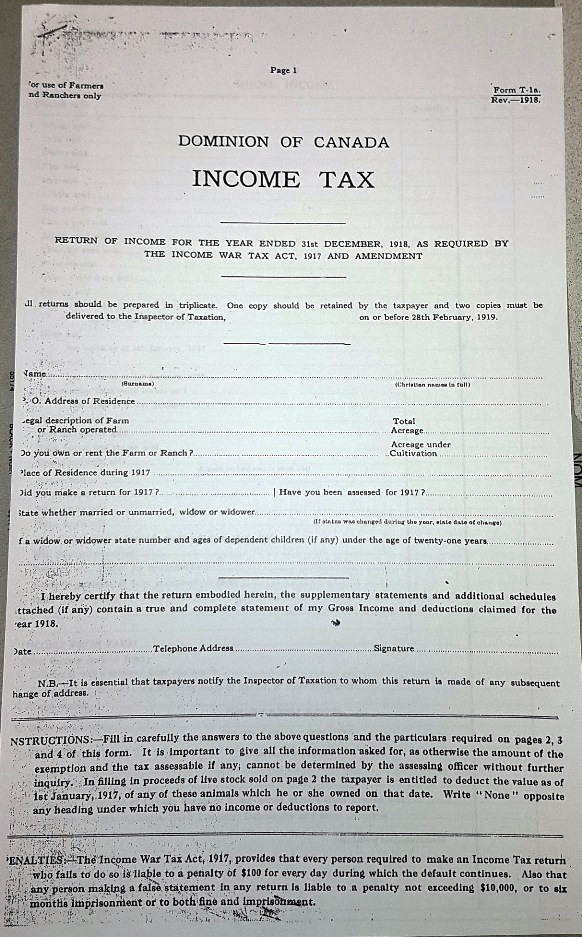 Page 1
'or use of Farmers
nd Ranchers only
Form T-1a.
Rev.—1918.
DOMINION OF CANADA
INCOME TAX
RETURN OF INCOME FOR THE YEAR ENDED 31st DECEMBER, 1918, AS REQUIRED BY
THE INCOME WAR TAX ACT, 1917 AND AMENDMENT
ll returns should be prepared in triplicate. One copy should be retained by the taxpayer and two copies must be
delivered to the Inspector of Taxation, on or before 28th February, 1919.
Name
(Surname) (Christian names in full)
. O. Address of Residence
egal description of Farm
or Ranch operated
Total
Acreage
Do you own or rent the Farm or Ranch?
Acreage under
Cultivation
lace of Residence during 1917
Did you make a return for 1917? | Have you been assessed for 1917?
State whether married or unmarried, widow or widower
(If status was changed during the year, state date of change)
f a widow or widower state number and ages of dependent children (if any) under the age of twenty-one years
I hereby certify that the return embodied herein, the supplementary statements and additional schedules
ttached (if any) contain a true and complete statement of my Gross Income and deductions claimed for the
ear 1918.
Date Telephone Address Signature
N.B.—It is essential that taxpayers notify the Inspector of Taxation to whom this return is made of any subsequent
hange of address.
NSTRUCTIONS:—Fill in carefully the answers to the above questions and the particulars required on pages 2, 3
and 4 of this form. It is important to give all the information asked for, as otherwise the amount of the
exemption and the tax assessable if any; cannot be determined by the assessing officer without further
inquiry. In filling in proceeds of live stock sold on page 2 the taxpayer is entitled to deduct the value as of
1st January, 1917, of any of these animals which he or she owned on that date. Write "None" opposite
any heading under which you have no income or deductions to report.
ENALTIES:—The Income War Tax Act, 1917, provides that every person required to make an Income Tax return
who fails to do so is liable to a penalty of $100 for every day during which the default continues. Also that
any person making a false statement in any return is liable to a penalty not exceeding $10,000, or to six
months imprisonment or to both fine and imprisonment.